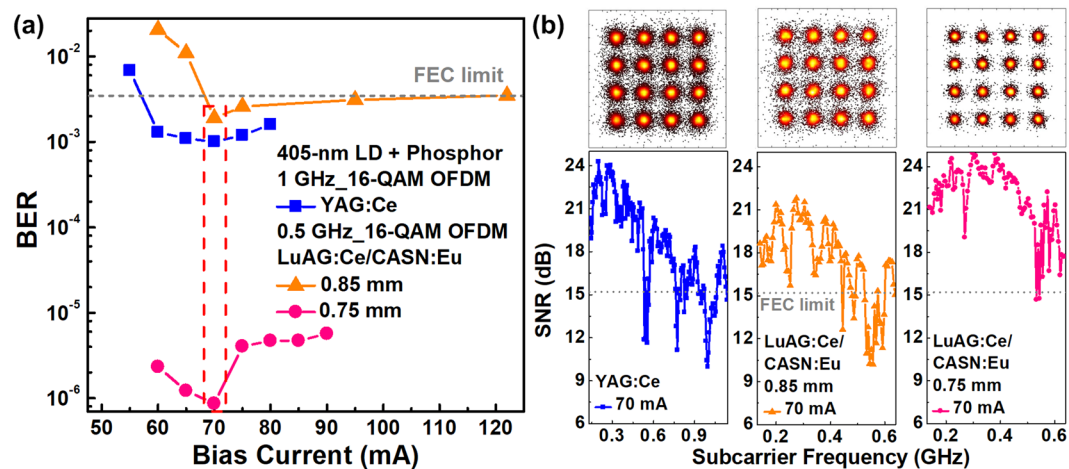 (a)
BER
10⁻²
10⁻³
10⁻⁴
10⁻⁵
10⁻⁶
FEC limit
405-nm LD + Phosphor
1 GHz_16-QAM OFDM
YAG:Ce
0.5 GHz_16-QAM OFDM
LuAG:Ce/CASN:Eu
0.85 mm
0.75 mm
50 60 70 80 90 100 110 120
Bias Current (mA)
(b)
SNR (dB)
24
21
18
15
12
9
6
YAG:Ce
70 mA
0.3 0.6 0.9
24
21
18
15
12
9
6
FEC limit
LuAG:Ce/
CASN:Eu
0.85 mm
70 mA
0.2 0.4 0.6
24
21
18
15
12
9
6
LuAG:Ce/
CASN:Eu
0.75 mm
70 mA
0.2 0.4 0.6
Subcarrier Frequency (GHz)